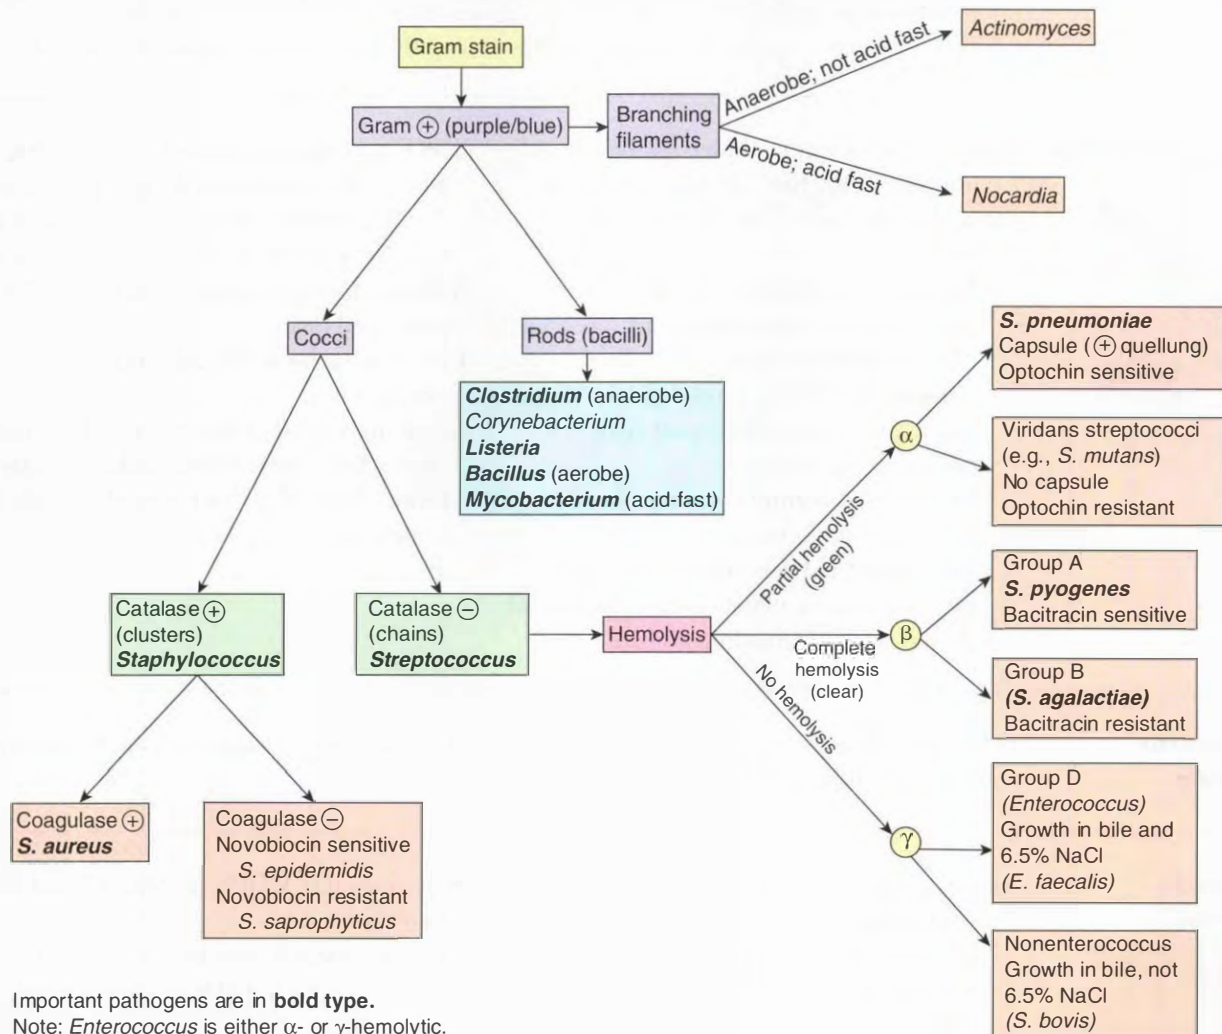 Gram stain
Gram ⊕ (purple/blue)
Branching
filaments
Anaerobe; not acid fast
Actinomyces
Aerobe; acid fast
Nocardia
Cocci
Rods (bacilli)
Clostridium (anaerobe)
Corynebacterium
Listeria
Bacillus (aerobe)
Mycobacterium (acid-fast)
Catalase ⊕
(clusters)
Staphylococcus
Catalase ⊖
(chains)
Streptococcus
Hemolysis
Partial hemolysis
(green)
α
S. pneumoniae
Capsule (⊕ quellung)
Optochin sensitive
Viridans streptococci
(e.g., S. mutans)
No capsule
Optochin resistant
Complete
hemolysis
(clear)
β
Group A
S. pyogenes
Bacitracin sensitive
Group B
(S. agalactiae)
Bacitracin resistant
No hemolysis
γ
Group D
(Enterococcus)
Growth in bile and
6.5% NaCl
(E. faecalis)
Nonenterococcus
Growth in bile, not
6.5% NaCl
(S. bovis)
Coagulase ⊕
S. aureus
Coagulase ⊖
Novobiocin sensitive
S. epidermidis
Novobiocin resistant
S. saprophyticus
Important pathogens are in bold type.
Note: Enterococcus is either α- or γ-hemolytic.